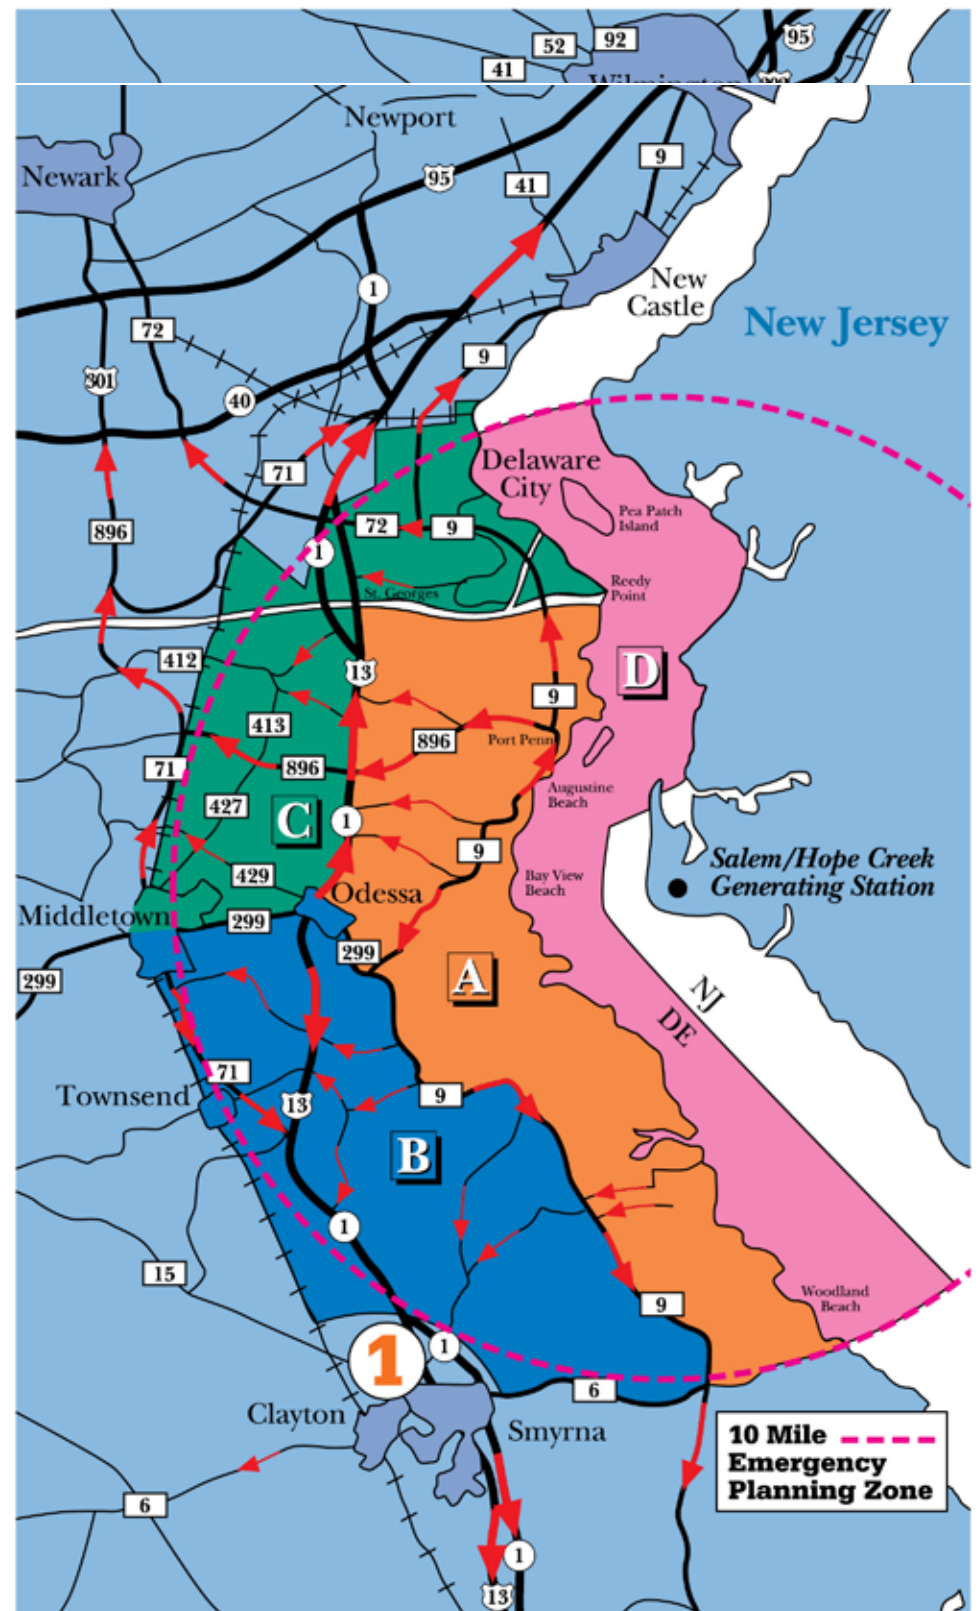 52
92
95
41
Wilmington
Newport
9
95
41
Newark
New
Castle
1
New Jersey
72
9
301
40
Delaware
City
71
Pea Patch
Island
72
9
896
1
Reedy
Point
St. Georges
412
13
D
9
413
Port Penn
896
71
896
Augustine
Beach
427
C
1
9
Salem/Hope Creek
Generating Station
429
Bay View
Beach
Odessa
Middletown
299
299
299
A
NJ
DE
71
Townsend
9
13
B
1
15
Woodland
Beach
9
1
1
6
Clayton
Smyrna
10 Mile
Emergency
Planning Zone
6
1
13